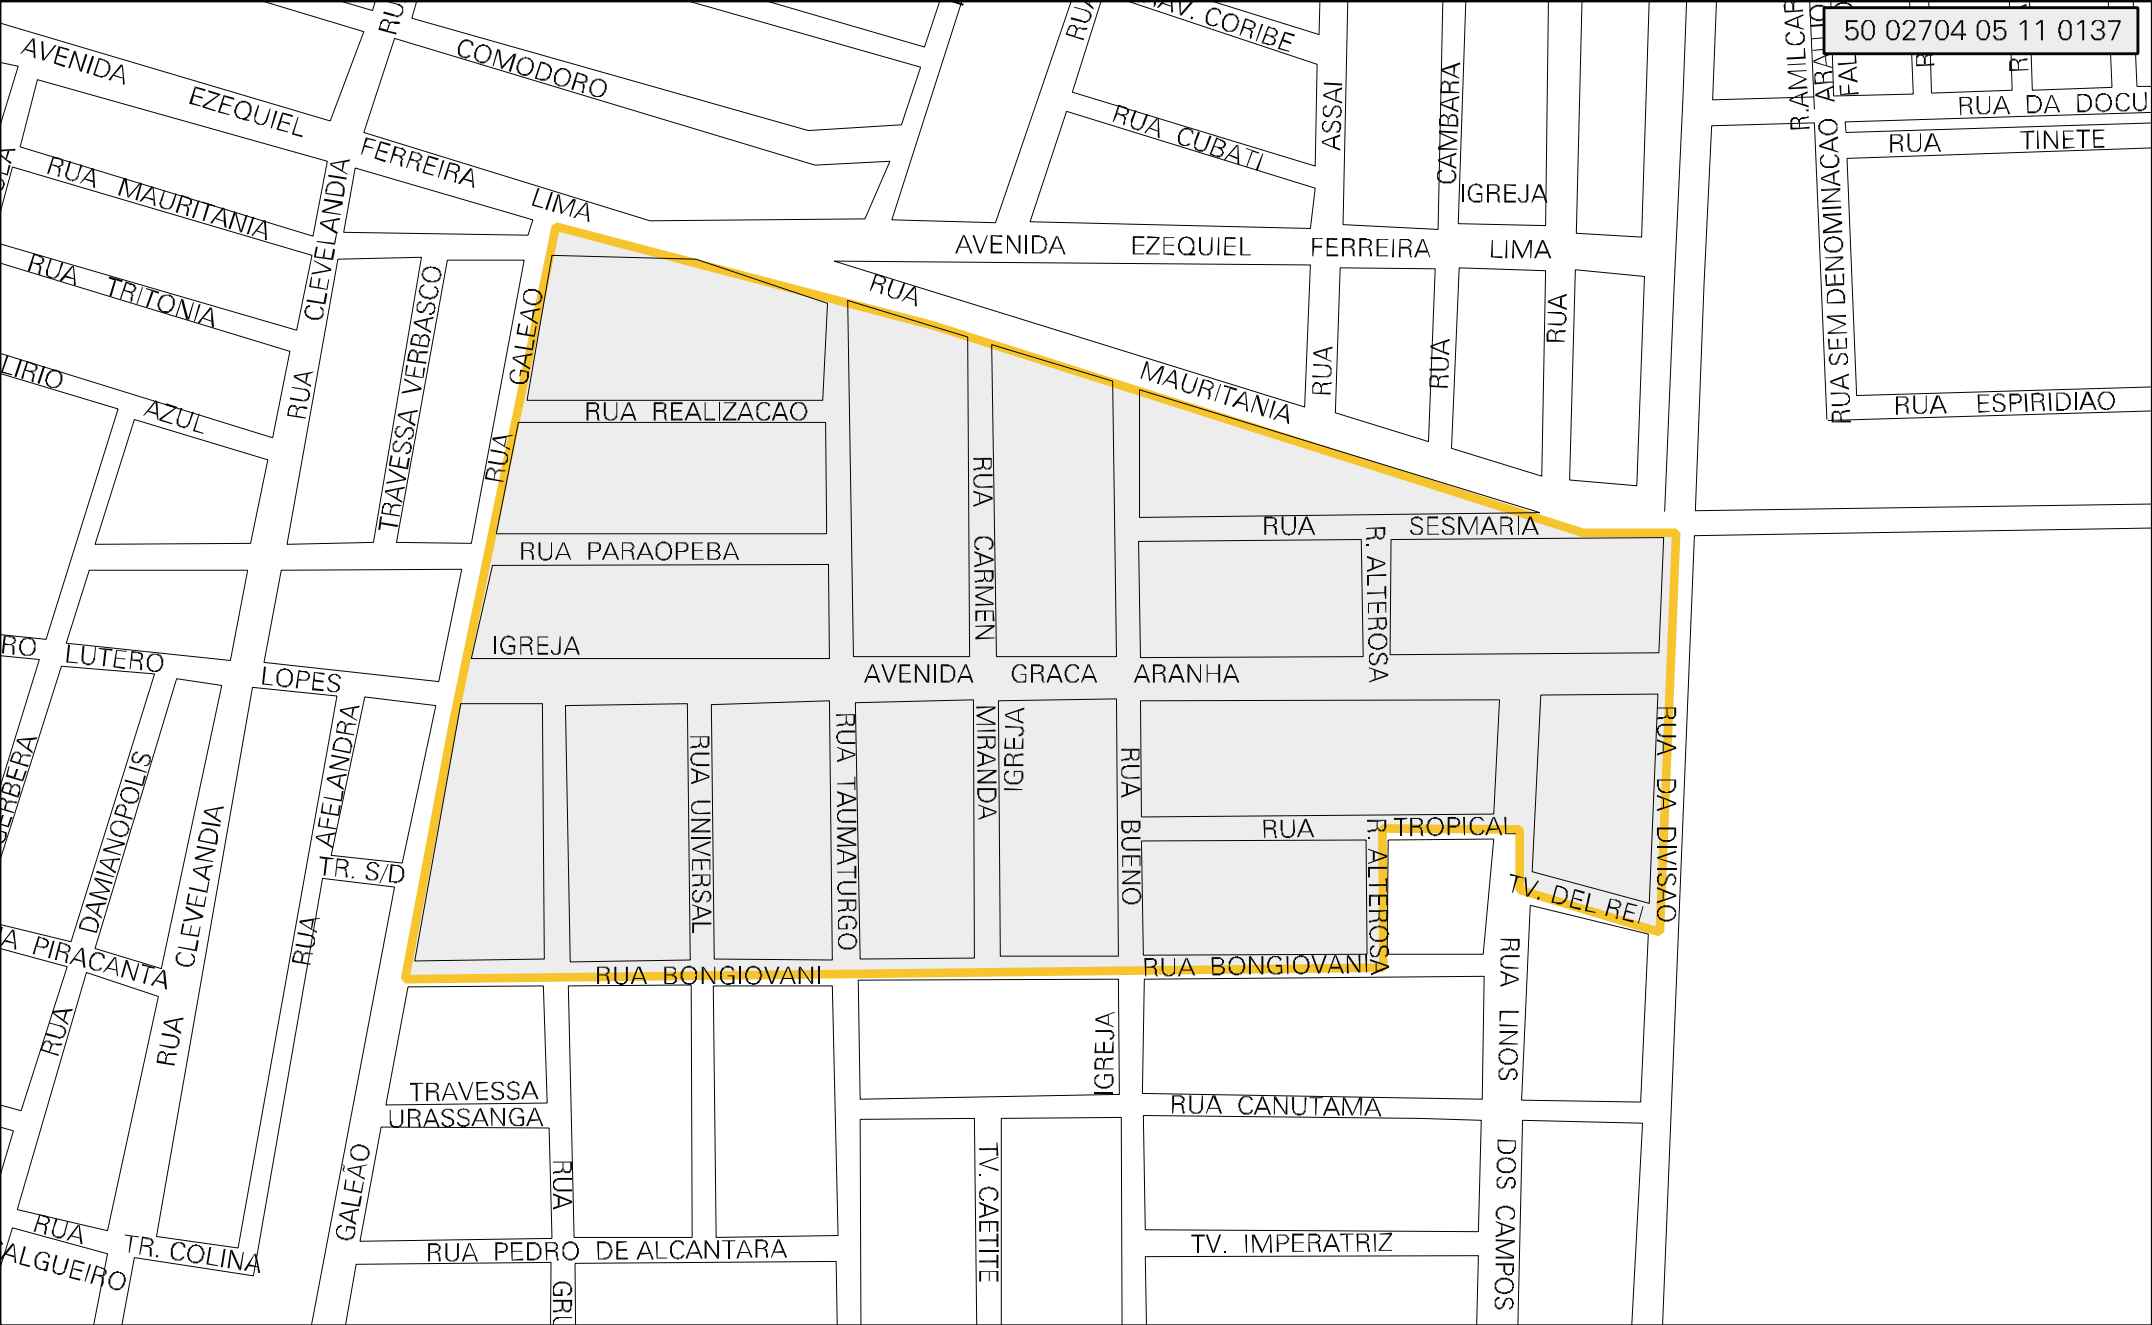 50 02704 05 11 0137
AV. CORIBE
COMODORO
AVENIDA
EZEQUIEL
FERREIRA
LIMA
RUA
RUA CUBATI
ASSAI
CAMBARA
IGREJA
R. AMILCAR
RUA DA DOCU
RUA TINETE
RUA SEM DENOMINACAO
RUA ESPIRIDIAO
RUA MAURITANIA
RUA TRITONIA
LIRIO
AZUL
CLEVELANDIA
RUA
TRAVESSA VERBASCO
GALEAO
RUA
AVENIDA EZEQUIEL FERREIRA LIMA
RUA
MAURITANIA
RUA
RUA
RUA
RUA REALIZACAO
RUA PARAOPEBA
RUA CARMEN
MIRANDA
RUA SESMARIA
R. ALTEROSA
IGREJA
AVENIDA GRACA ARANHA
IGREJA
RUA UNIVERSAL
RUA TAUMATURGO
RUA BUENO
RUA TROPICAL
R. ALTEROSA
TV. DEL REI
RUA DA DIVISAO
RUA BONGIOVANI
RUA BONGIOVANI
LUTERO
LOPES
AFELANDRA
RUA
TR. S/D
DAMIANOPOLIS
CLEVELANDIA
RUA
PIRACANTA
RUA
GALEÃO
TRAVESSA
URASSANGA
RUA
RUA PEDRO DE ALCANTARA
IGREJA
TV. CAETITE
RUA CANUTAMA
TV. IMPERATRIZ
RUA LINOS
DOS CAMPOS
RUA
ALGUEIRO
TR. COLINA